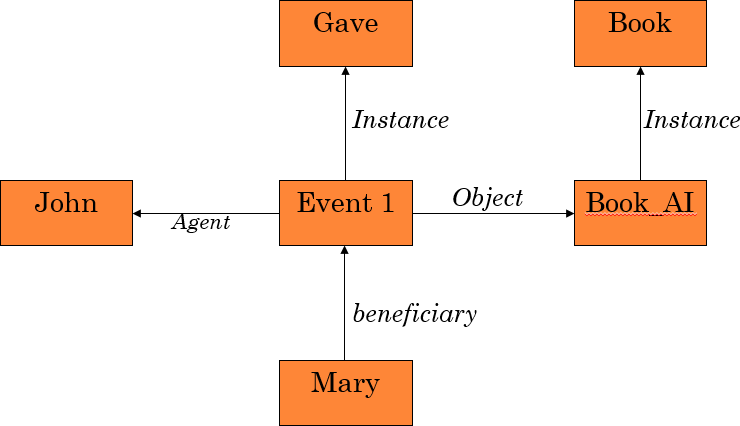 Gave
Book
Instance
Instance
John
Agent
Event 1
Object
Book_AI
beneficiary
Mary